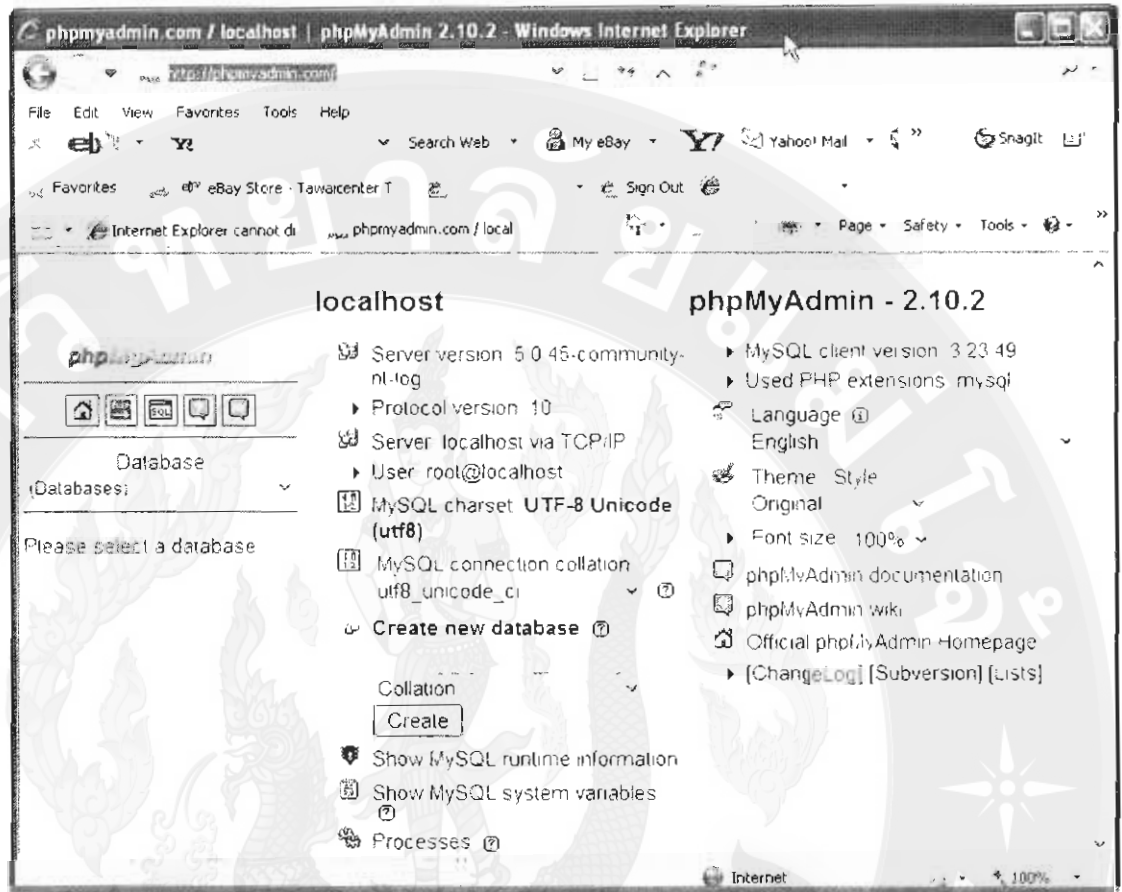 phpmyadmin.com / localhost | phpMyAdmin 2.10.2 - Windows Internet Explorer
http://phpmyadmin.com/
File Edit View Favorites Tools Help
eb Y! Search Web My eBay Y! Yahoo! Mail » SnagIt
Favorites eBay Store - Tawarcenter T Sign Out
Internet Explorer cannot di phpmyadmin.com / local Page Safety Tools »
localhost
phpMyAdmin - 2.10.2
phpMyAdmin
Database
(Databases)
Please select a database
Server version 5.0.45-community-
nt-log
Protocol version 10
Server localhost via TCP/IP
User root@localhost
MySQL charset UTF-8 Unicode
(utf8)
MySQL connection collation
utf8_unicode_ci
Create new database
Collation
Create
Show MySQL runtime information
Show MySQL system variables
Processes
MySQL client version 3.23.49
Used PHP extensions mysql
Language
English
Theme Style
Original
Font size 100%
phpMyAdmin documentation
phpMyAdmin wiki
Official phpMyAdmin Homepage
[ChangeLog] [Subversion] [Lists]
Internet 100%